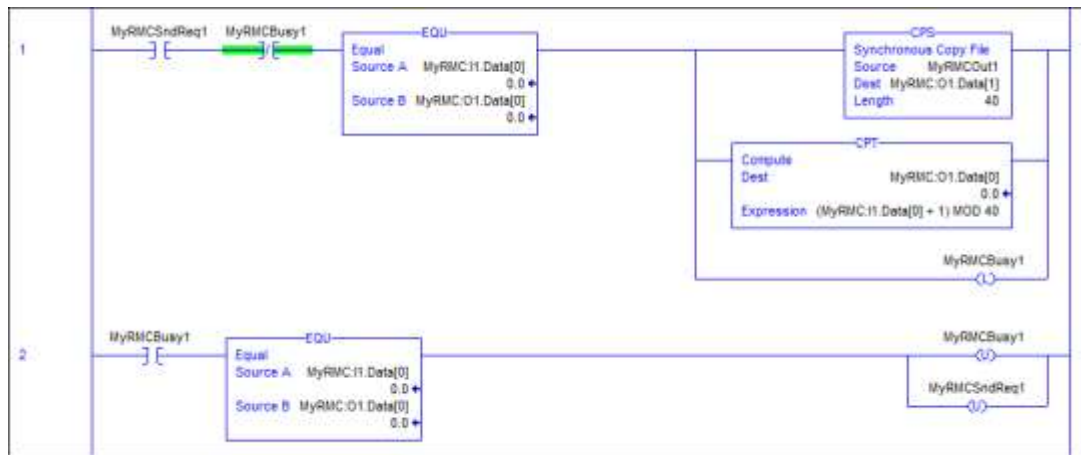 MyRMCSndReq1 MyRMCBusy1
EQU
CPS
1
Equal
Source A MyRMC:I1.Data[0]
0.0
Source B MyRMC:O1.Data[0]
0.0
Synchronous Copy File
Source MyRMCOut1
Dest MyRMC:O1.Data[1]
Length 40
CPT
Compute
Dest MyRMC:O1.Data[0]
0.0
Expression (MyRMC:I1.Data[0] + 1) MOD 40
MyRMCBusy1
L
2
MyRMCBusy1
EQU
Equal
Source A MyRMC:I1.Data[0]
0.0
Source B MyRMC:O1.Data[0]
0.0
MyRMCBusy1
U
MyRMCSndReq1
U